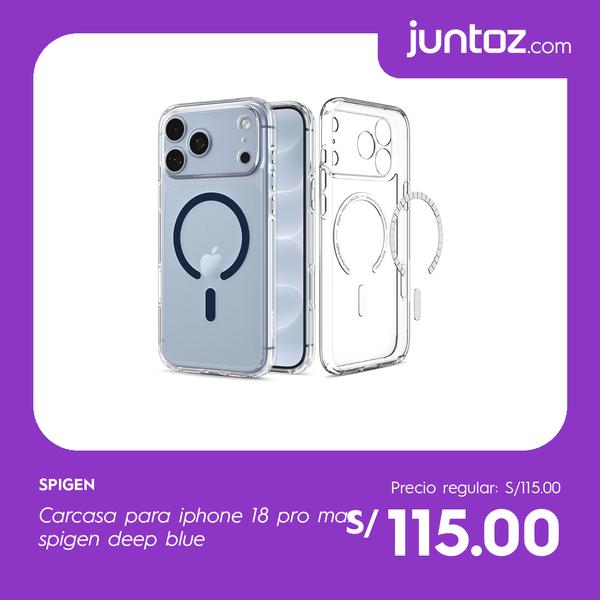 juntoz.com
SPIGEN
Precio regular: S/115.00
Carcasa para iphone 18 pro max
spigen deep blue
S/ 115.00